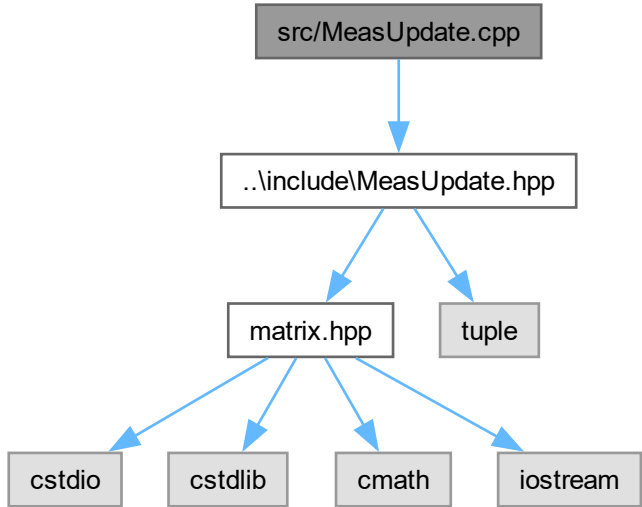 src/MeasUpdate.cpp
..\include\MeasUpdate.hpp
matrix.hpp
tuple
cstdio
cstdlib
cmath
iostream